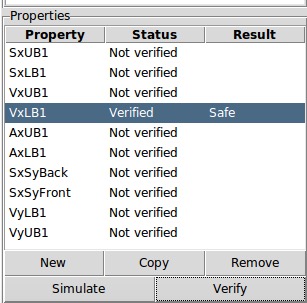 Properties
Property Status Result
SxUB1 Not verified
SxLB1 Not verified
VxUB1 Not verified
VxLB1 Verified Safe
AxUB1 Not verified
AxLB1 Not verified
SxSyBack Not verified
SxSyFront Not verified
VyLB1 Not verified
VyUB1 Not verified
New Copy Remove
Simulate Verify